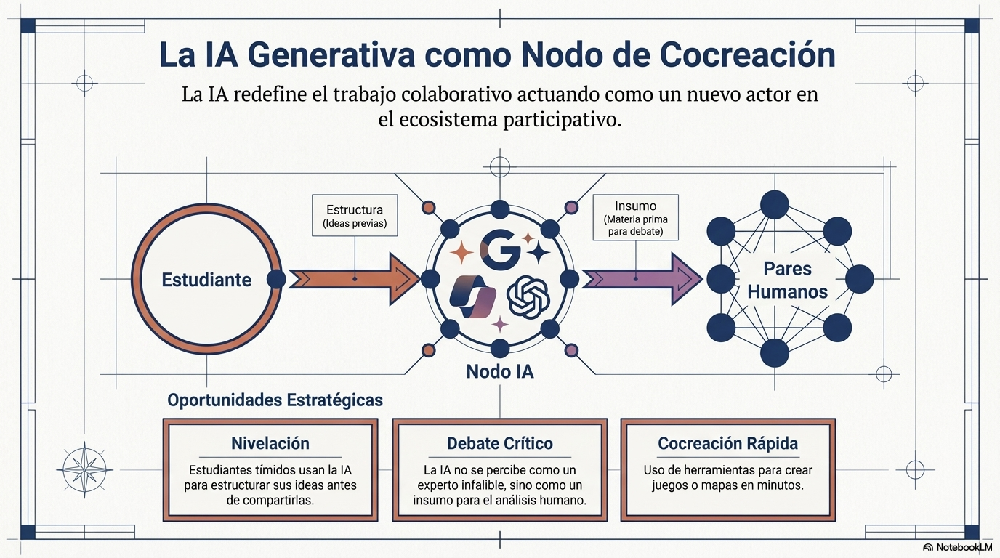 La IA Generativa como Nodo de Cocreación
La IA redefine el trabajo colaborativo actuando como un nuevo actor en
el ecosistema participativo.
Estudiante
Estructura
(Ideas previas)
G
Nodo IA
Insumo
(Materia prima
para debate)
Pares
Humanos
Oportunidades Estratégicas
Nivelación
Estudiantes tímidos usan la IA
para estructurar sus ideas antes
de compartirlas.
Debate Crítico
La IA no se percibe como un
experto infalible, sino como un
insumo para el análisis humano.
Cocreación Rápida
Uso de herramientas para crear
juegos o mapas en minutos.
NotebookLM